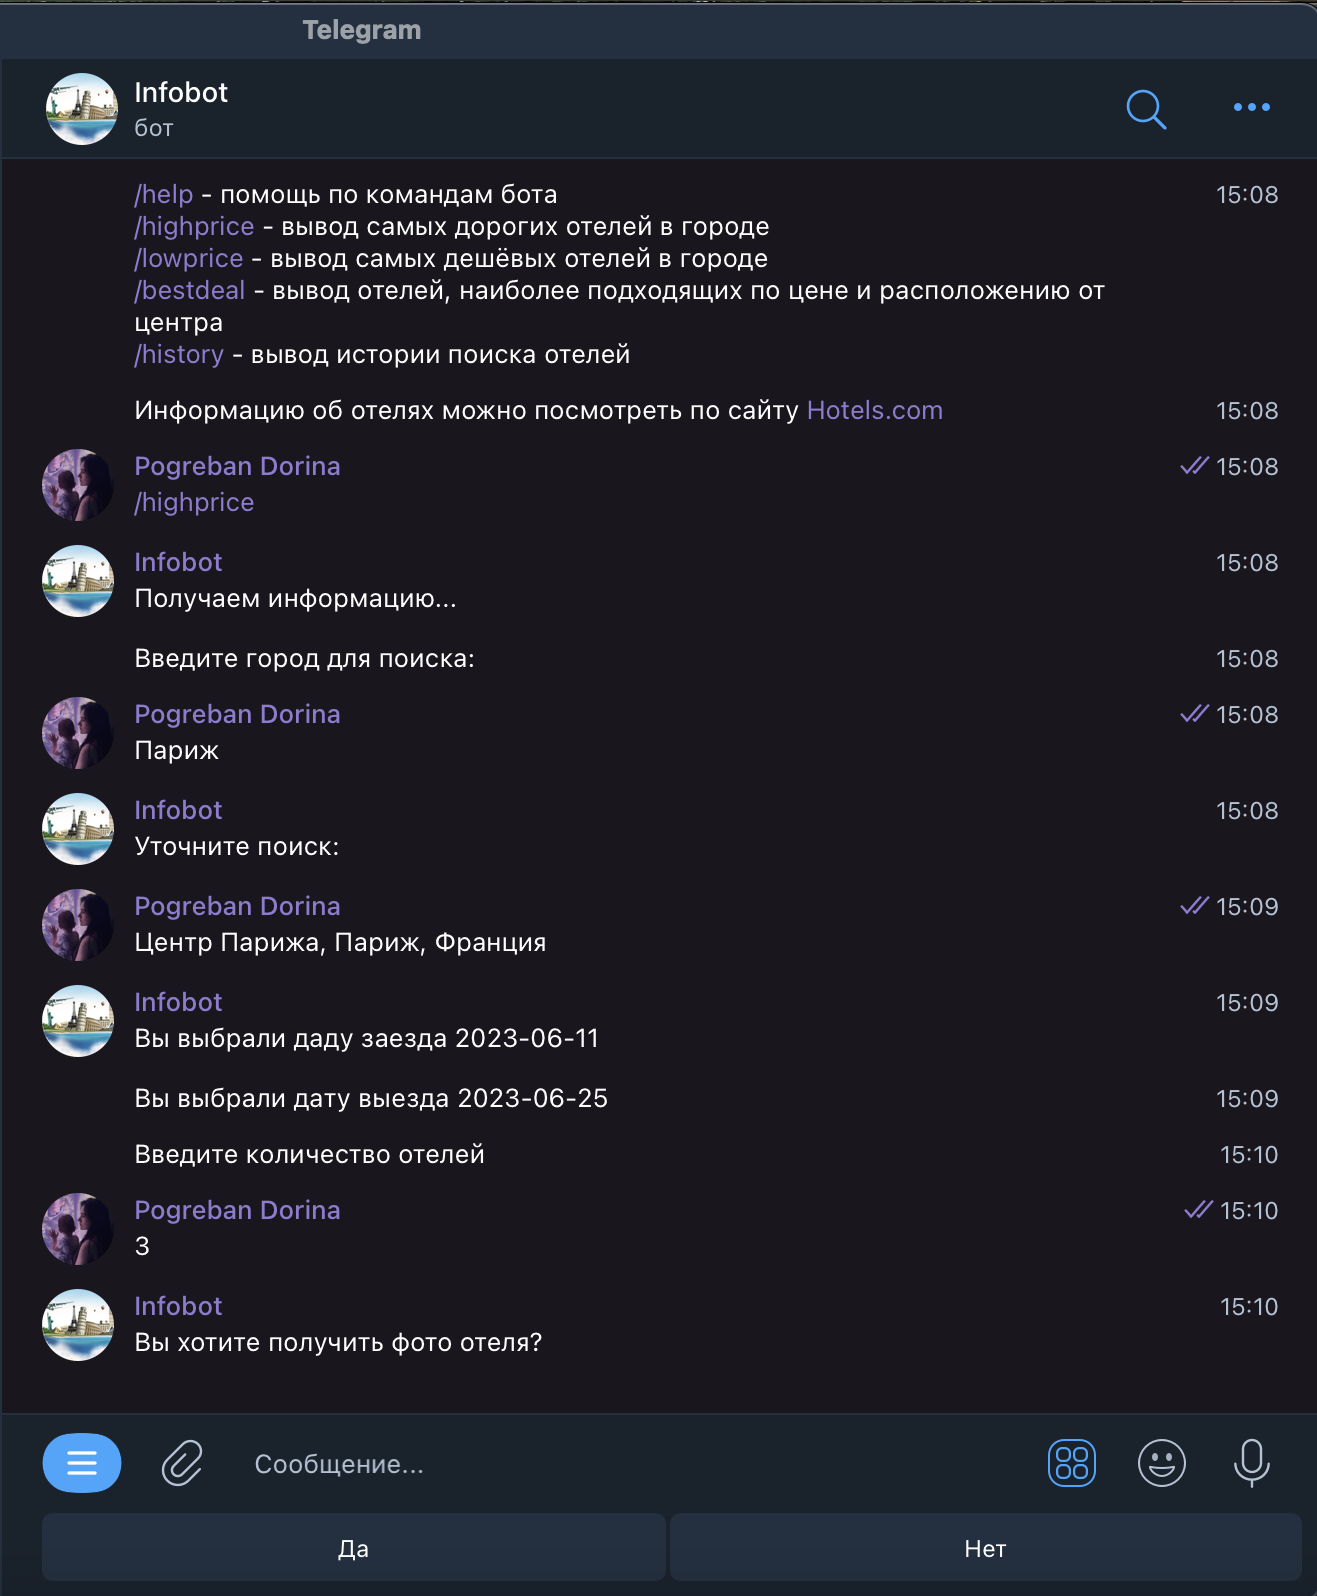 Telegram
Infobot
бот
/help - помощь по командам бота
15:08
/highprice - вывод самых дорогих отелей в городе
/lowprice - вывод самых дешёвых отелей в городе
/bestdeal - вывод отелей, наиболее подходящих по цене и расположению от
центра
/history - вывод истории поиска отелей
Информацию об отелях можно посмотреть по сайту Hotels.com
15:08
Pogreban Dorina
15:08
/highprice
Infobot
15:08
Получаем информацию...
Введите город для поиска:
15:08
Pogreban Dorina
15:08
Париж
Infobot
15:08
Уточните поиск:
Pogreban Dorina
15:09
Центр Парижа, Париж, Франция
Infobot
15:09
Вы выбрали даду заезда 2023-06-11
Вы выбрали дату выезда 2023-06-25
15:09
Введите количество отелей
15:10
Pogreban Dorina
15:10
3
Infobot
15:10
Вы хотите получить фото отеля?
Сообщение...
Да
Нет